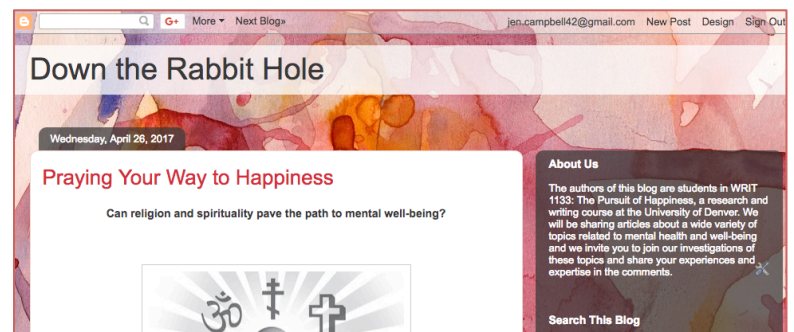 G+ More Next Blog» jen.campbell42@gmail.com New Post Design Sign Out
Down the Rabbit Hole
Wednesday, April 26, 2017
Praying Your Way to Happiness
Can religion and spirituality pave the path to mental well-being?
About Us
The authors of this blog are students in WRIT
1133: The Pursuit of Happiness, a research and
writing course at the University of Denver. We
will be sharing articles about a wide variety of
topics related to mental health and well-being
and we invite you to join our investigations of
these topics and share your experiences and
expertise in the comments.
Search This Blog